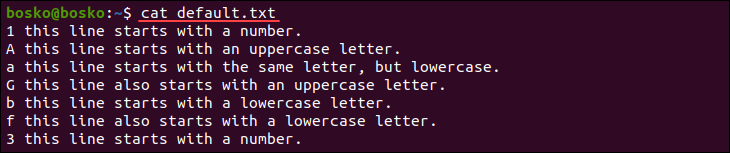 bosko@bosko:~$ cat default.txt
1 this line starts with a number.
A this line starts with an uppercase letter.
a this line starts with the same letter, but lowercase.
G this line also starts with an uppercase letter.
b this line starts with a lowercase letter.
f this line also starts with a lowercase letter.
3 this line starts with a number.